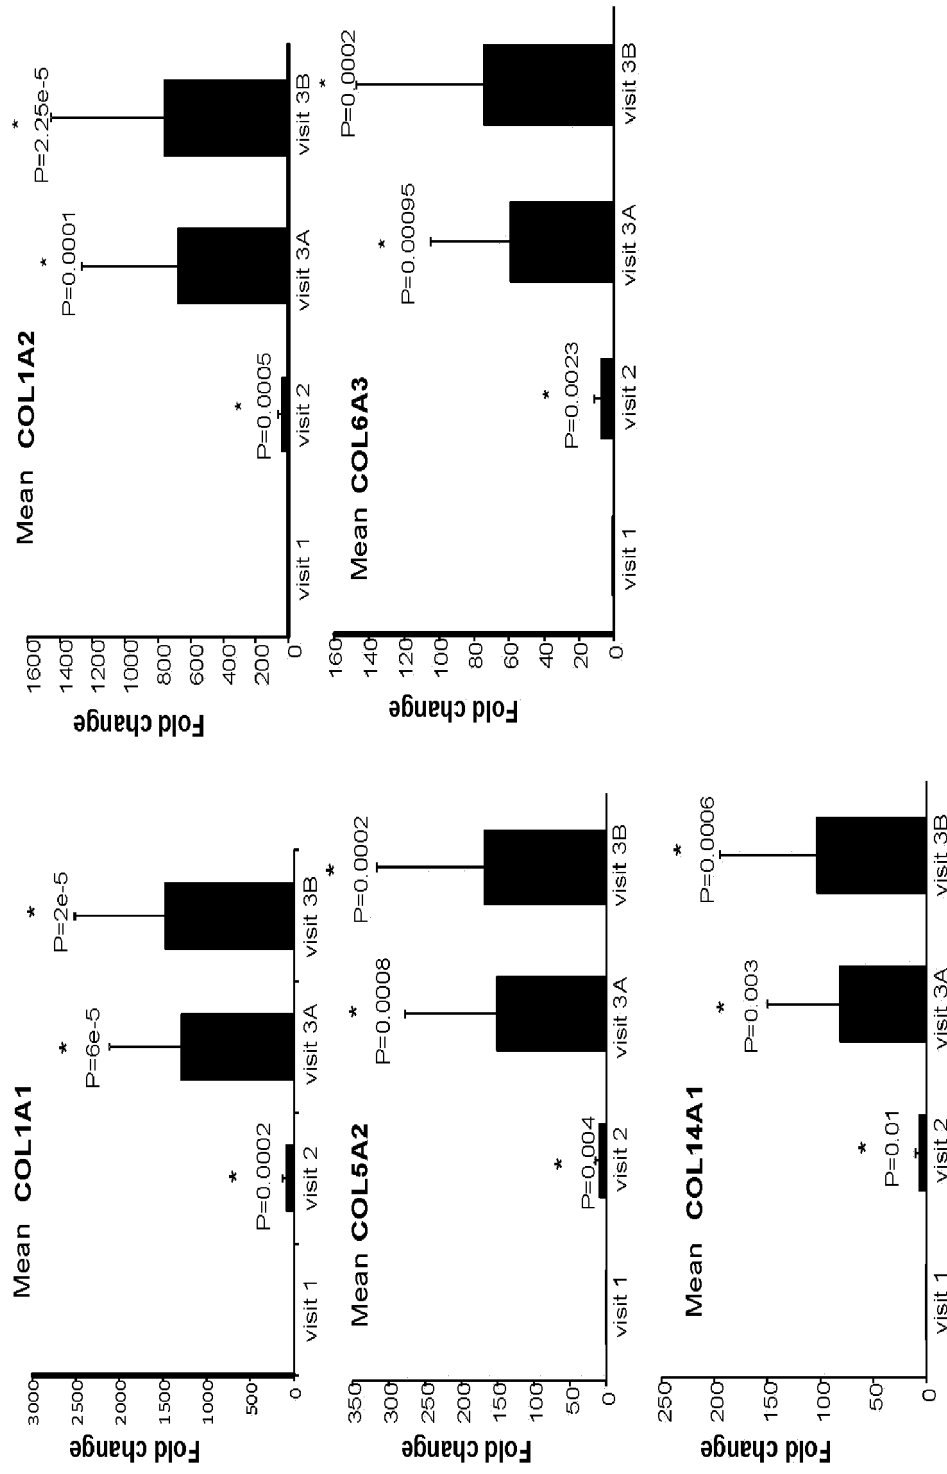 Mean COL1A1
Fold change
3000
2500
2000
1500
1000
500
0
*
P=0.0002
*
P=6e-5
*
P=2e-5
visit 1
visit 2
visit 3A
visit 3B
Mean COL1A2
Fold change
1600
1400
1200
1000
800
600
400
200
0
*
P=0.0005
*
P=0.0001
*
P=2.25e-5
visit 1
visit 2
visit 3A
visit 3B
Mean COL5A2
Fold change
350
300
250
200
150
100
50
0
*
P=0.004
*
P=0.0008
*
P=0.0002
visit 1
visit 2
visit 3A
visit 3B
Mean COL6A3
Fold change
160
140
120
100
80
60
40
20
0
*
P=0.0023
*
P=0.00095
*
P=0.0002
visit 1
visit 2
visit 3A
visit 3B
Mean COL14A1
Fold change
250
200
150
100
50
0
*
P=0.01
*
P=0.003
*
P=0.0006
visit 1
visit 2
visit 3A
visit 3B